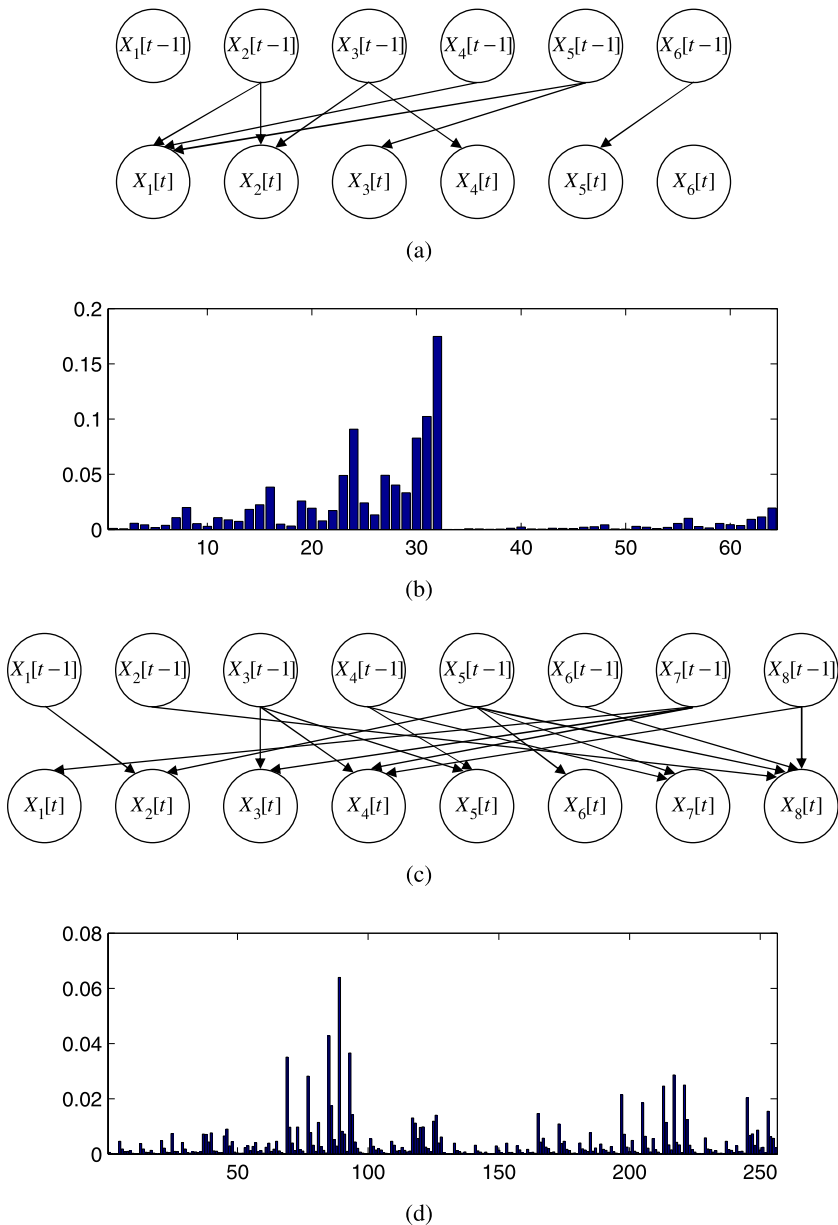 X₁[t−1] X₂[t−1] X₃[t−1] X₄[t−1] X₅[t−1] X₆[t−1]
X₁[t] X₂[t] X₃[t] X₄[t] X₅[t] X₆[t]
(a)
0.2
0.15
0.1
0.05
0
10 20 30 40 50 60
(b)
X₁[t−1] X₂[t−1] X₃[t−1] X₄[t−1] X₅[t−1] X₆[t−1] X₇[t−1] X₈[t−1]
X₁[t] X₂[t] X₃[t] X₄[t] X₅[t] X₆[t] X₇[t] X₈[t]
(c)
0.08
0.06
0.04
0.02
0
50 100 150 200 250
(d)